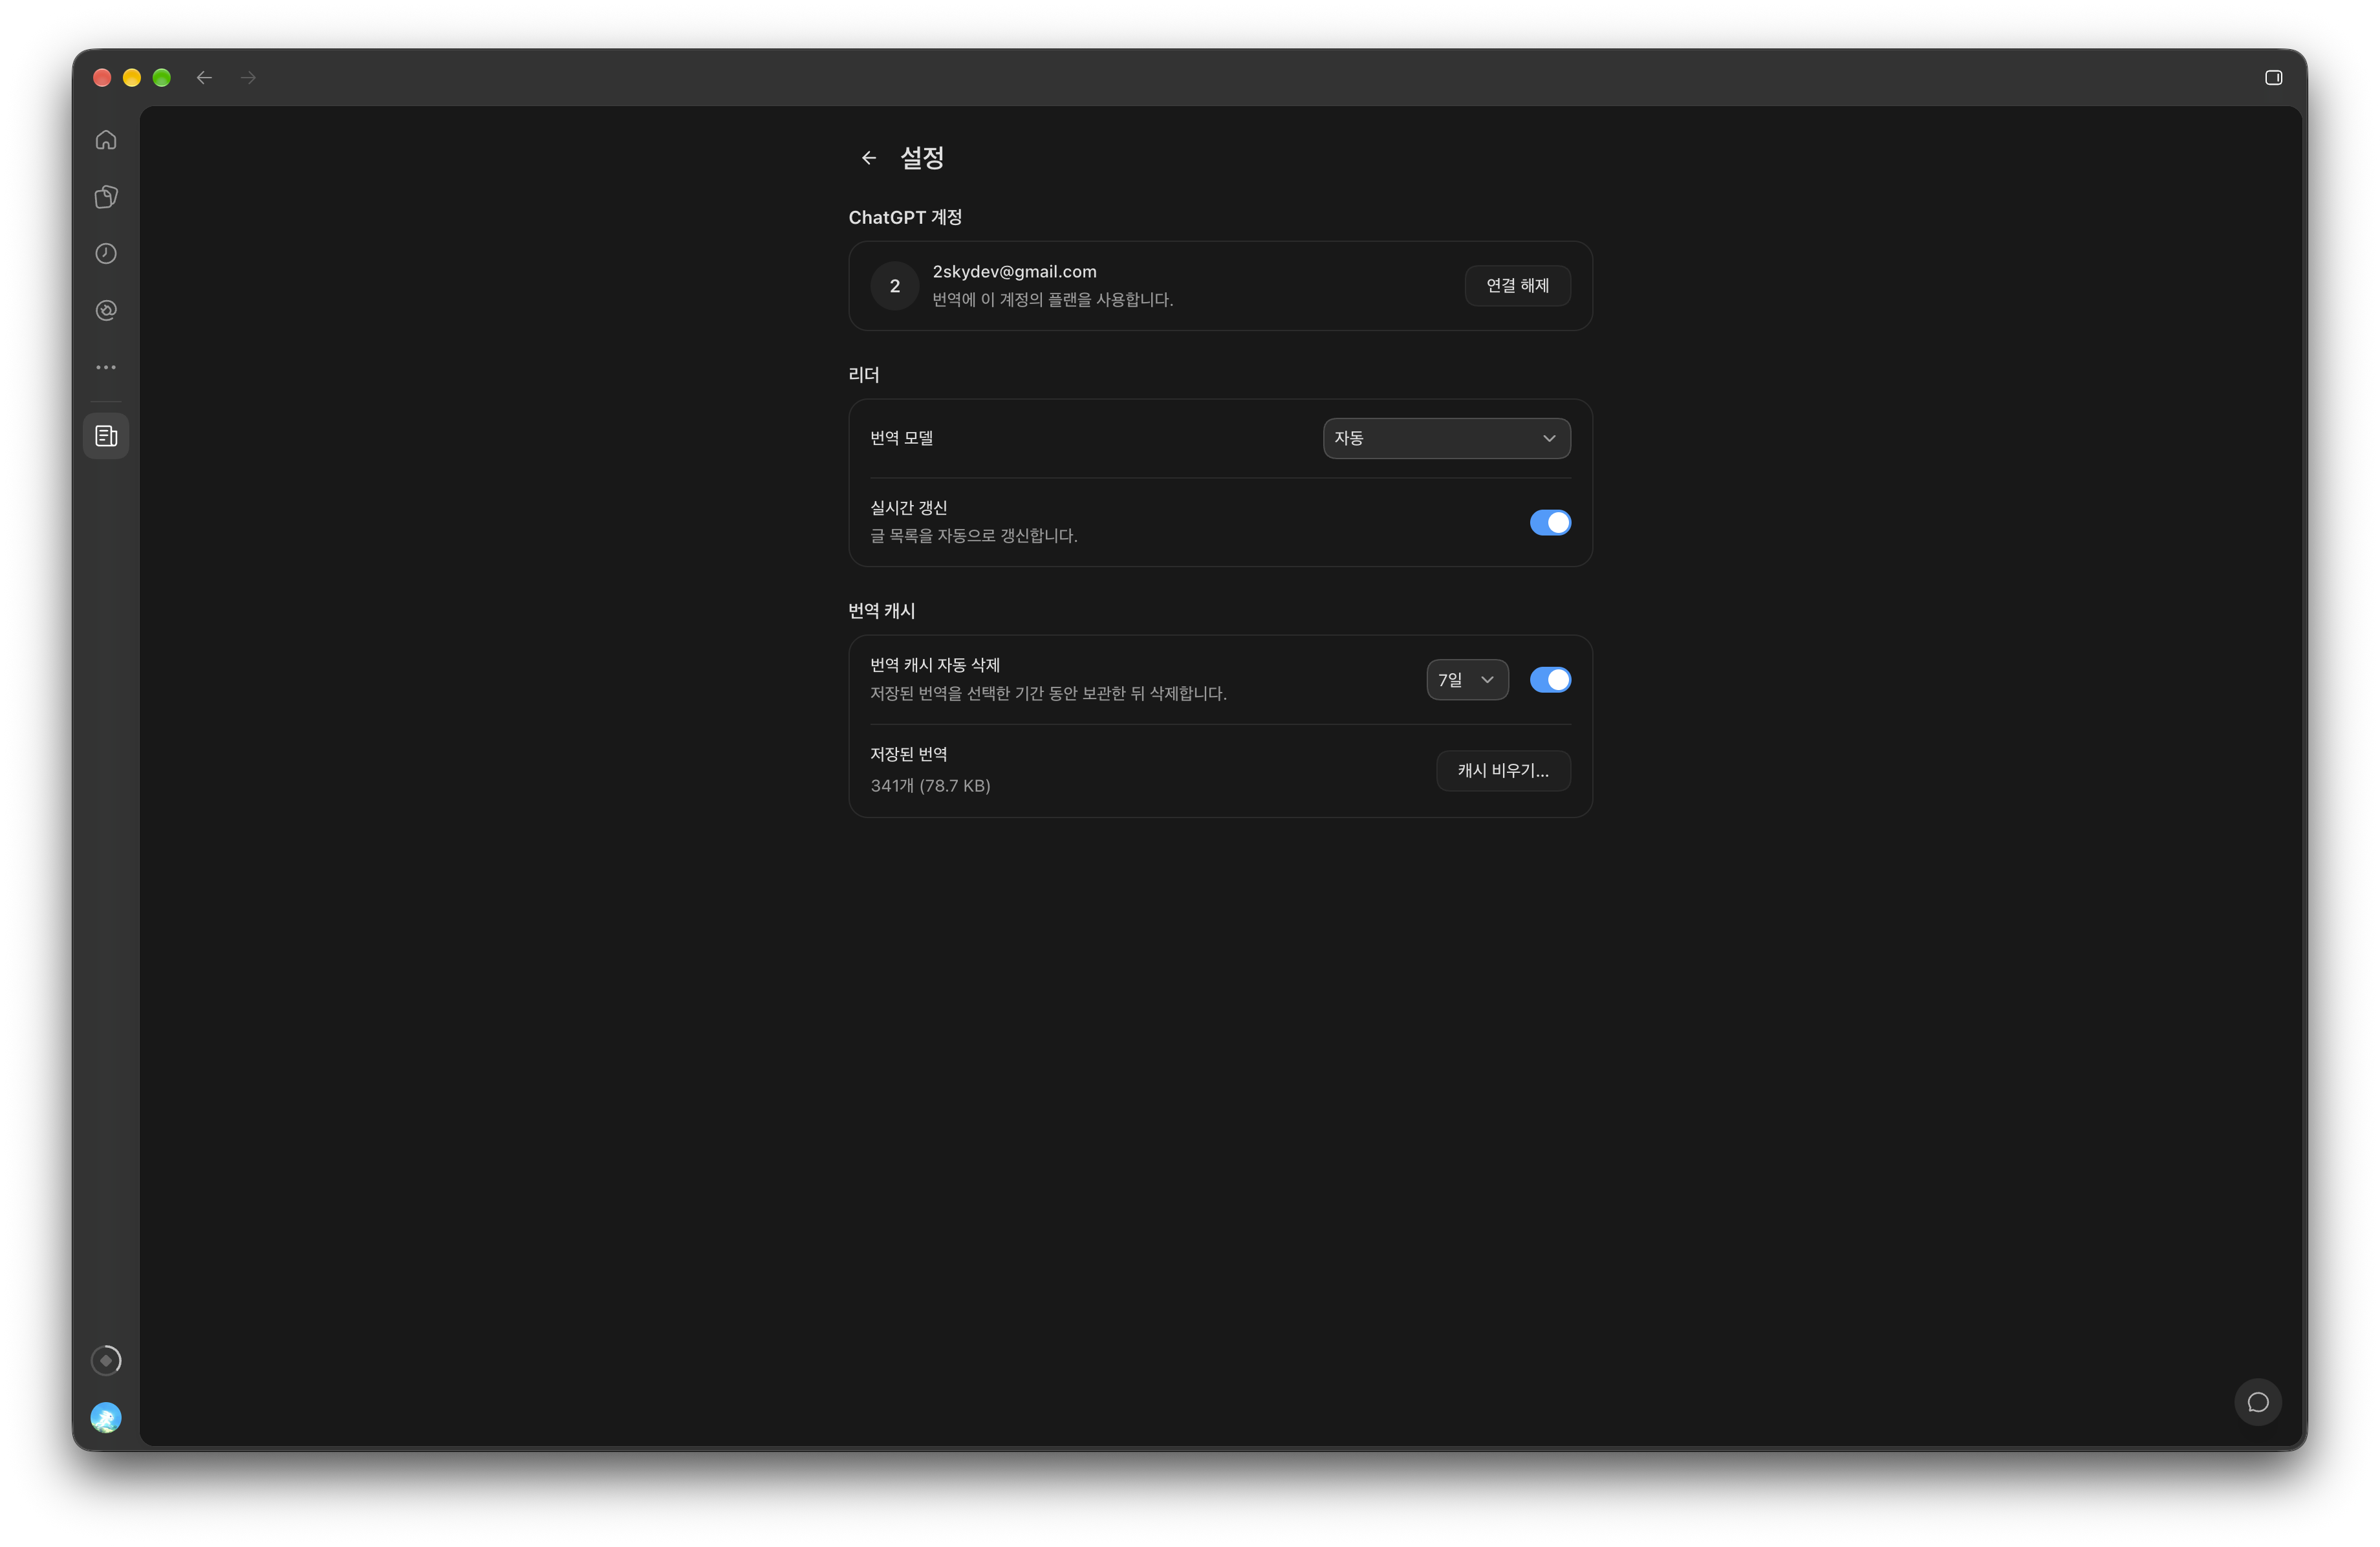 설정
ChatGPT 계정
2
2skydev@gmail.com
번역에 이 계정의 플랜을 사용합니다.
연결 해제
리더
번역 모델
자동
실시간 갱신
글 목록을 자동으로 갱신합니다.
번역 캐시
번역 캐시 자동 삭제
저장된 번역을 선택한 기간 동안 보관한 뒤 삭제합니다.
7일
저장된 번역
341개 (78.7 KB)
캐시 비우기...